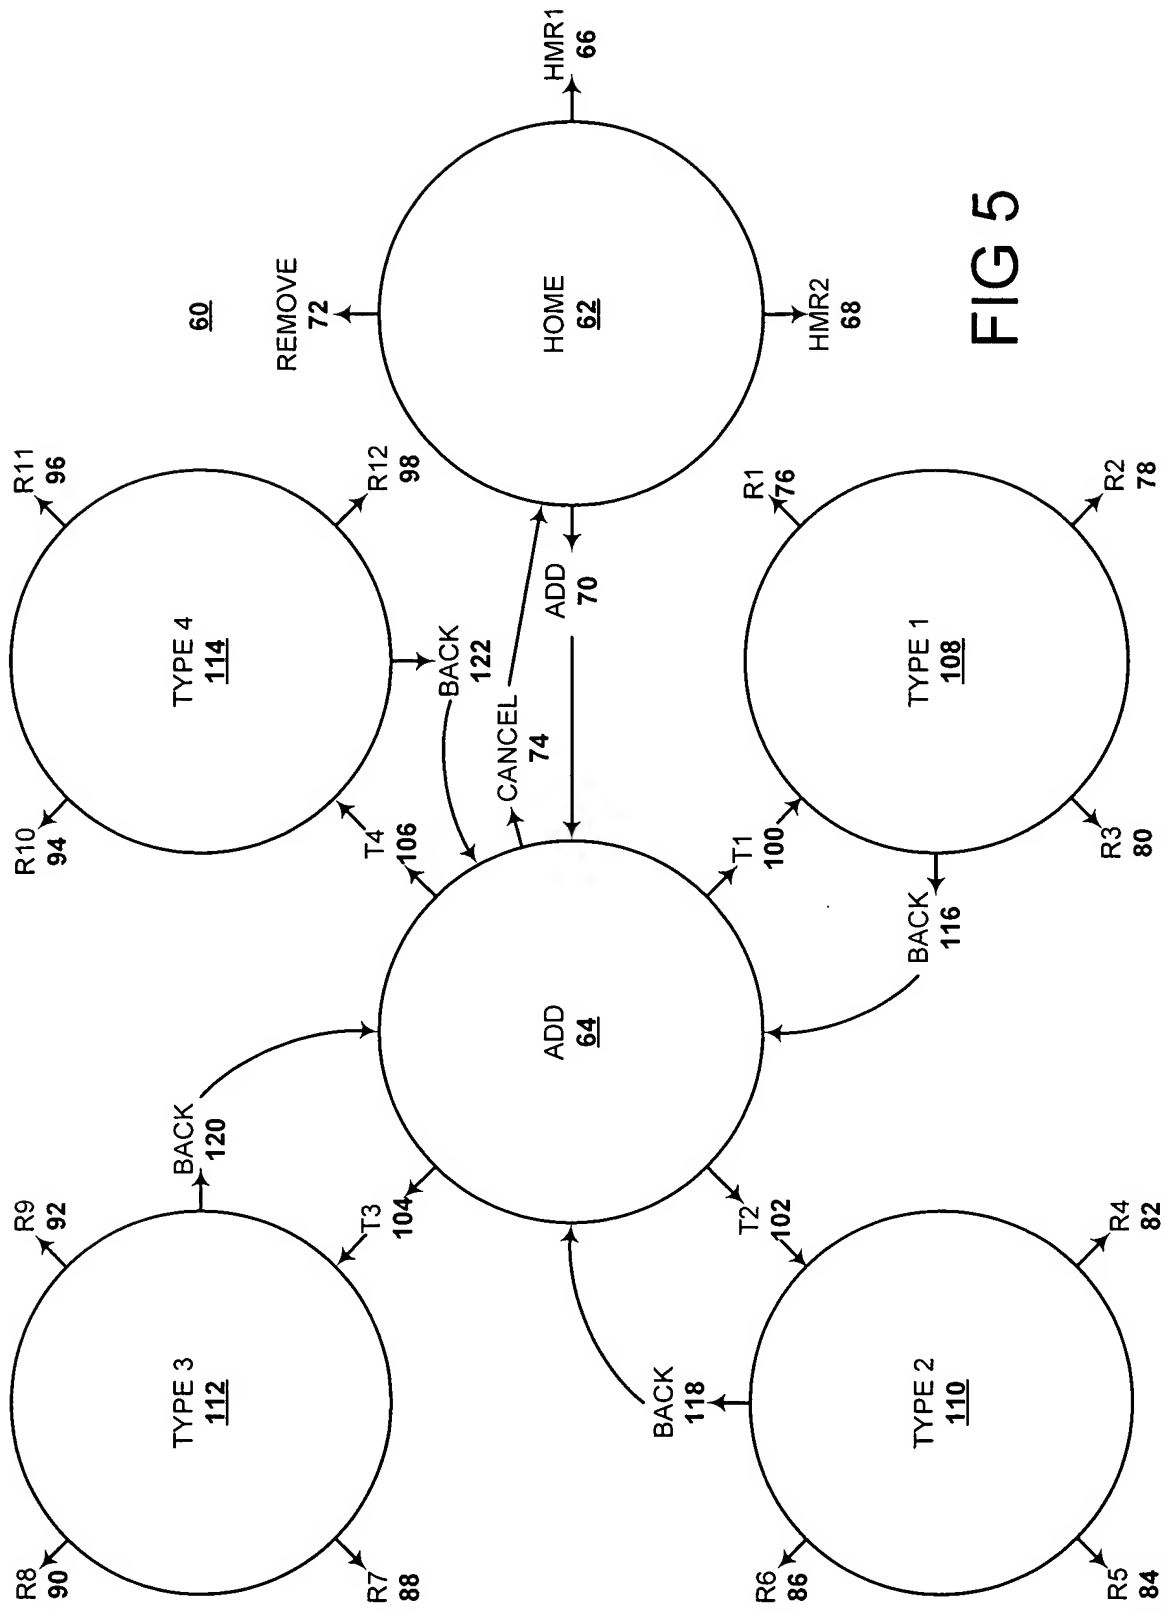 R8
90
R7
88
TYPE 3
112
R9
92
BACK
120
T3
104
R10
94
TYPE 4
114
R11
96
R12
98
T4
106
BACK
122
CANCEL
74
ADD
70
60
REMOVE
72
HOME
62
HMR1
66
HMR2
68
ADD
64
BACK
118
T2
102
T1
100
R6
86
R5
84
TYPE 2
110
R4
82
BACK
116
R3
80
TYPE 1
108
R1
76
R2
78
FIG 5